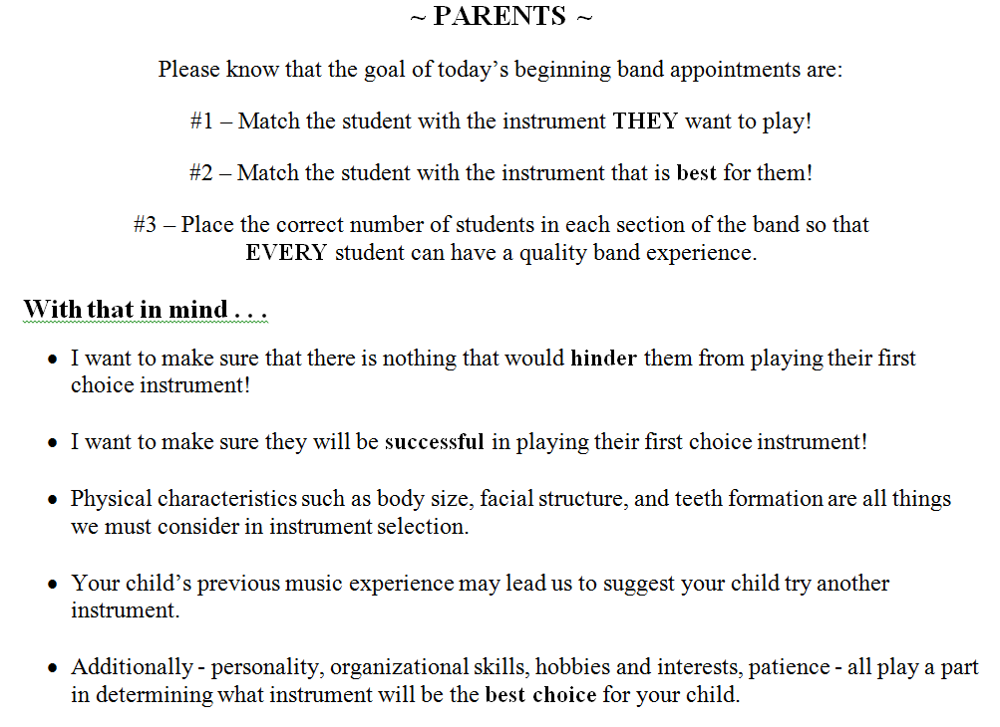 ~ PARENTS ~
Please know that the goal of today’s beginning band appointments are:
#1 – Match the student with the instrument THEY want to play!
#2 – Match the student with the instrument that is best for them!
#3 – Place the correct number of students in each section of the band so that
EVERY student can have a quality band experience.
With that in mind . . .
• I want to make sure that there is nothing that would hinder them from playing their first
choice instrument!
• I want to make sure they will be successful in playing their first choice instrument!
• Physical characteristics such as body size, facial structure, and teeth formation are all things
we must consider in instrument selection.
• Your child’s previous music experience may lead us to suggest your child try another
instrument.
• Additionally - personality, organizational skills, hobbies and interests, patience - all play a part
in determining what instrument will be the best choice for your child.